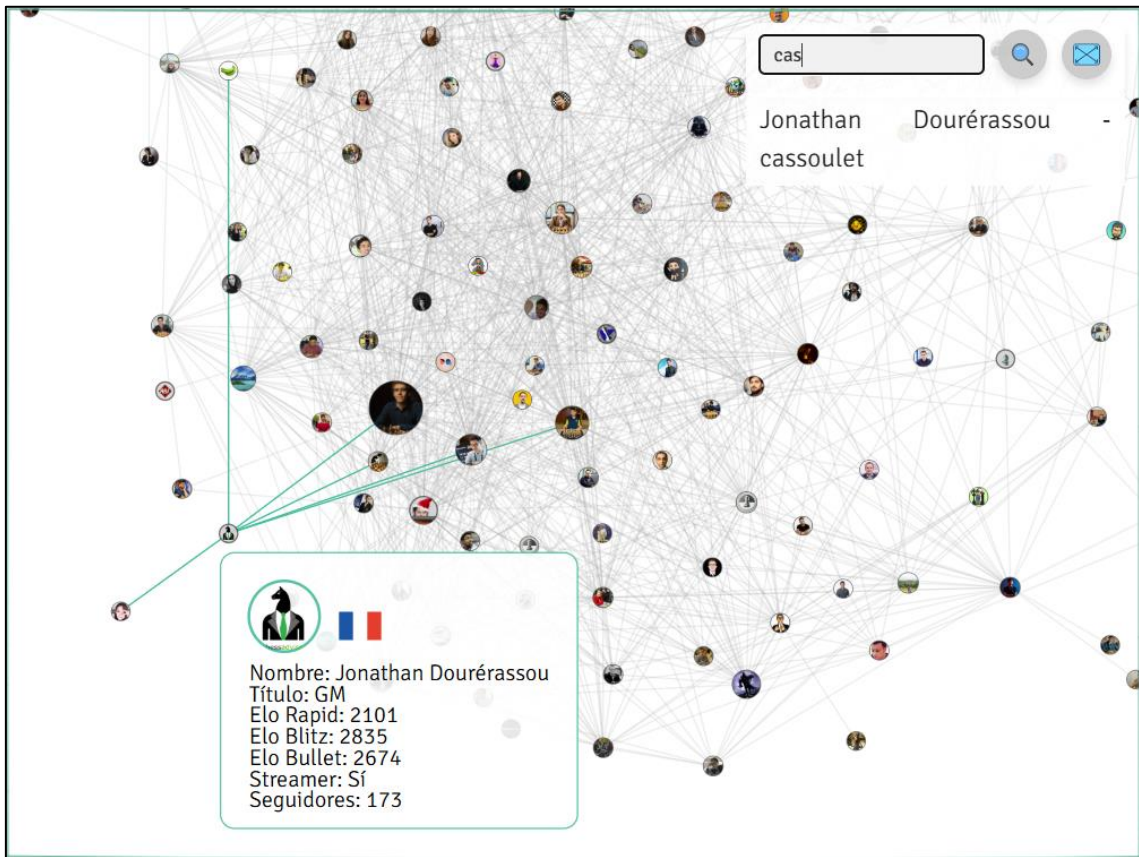 cas
Jonathan Dourérassou -
cassoulet
Nombre: Jonathan Dourérassou
Título: GM
Elo Rapid: 2101
Elo Blitz: 2835
Elo Bullet: 2674
Streamer: Sí
Seguidores: 173